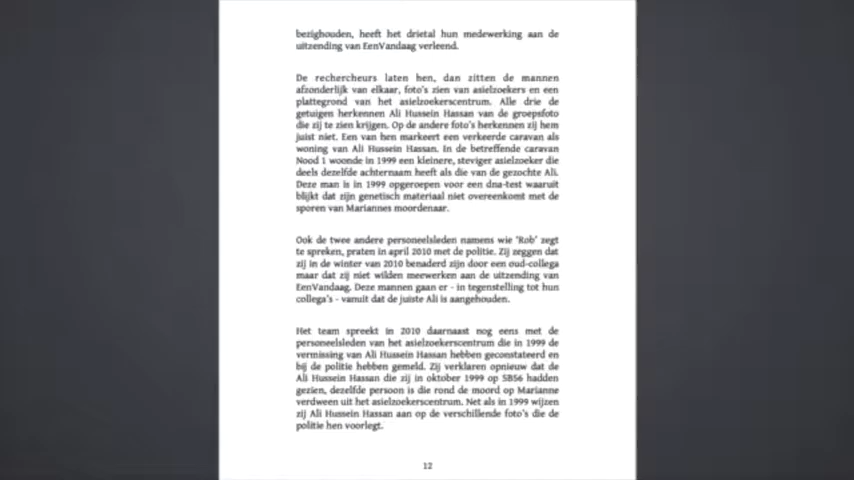 bezighouden, heeft het drietal hun medewerking aan de
uitzending van EenVandaag verleend.
De rechercheurs laten hen, dan zitten de mannen
afzonderlijk van elkaar, foto's zien van asielzoekers en een
plattegrond van het asielzoekerscentrum. Alle drie de
getuigen herkennen Ali Hussein Hassan van de groepsfoto
die zij te zien krijgen. Op de andere foto's herkennen zij hem
juist niet. Een van hen markeert een verkeerde caravan als
woning van Ali Hussein Hassan. In de betreffende caravan
Nood 1 woonde in 1999 een kleinere, steviger asielzoeker die
deels dezelfde achternaam heeft als die van de gezochte Ali.
Deze man is in 1999 opgeroepen voor een dna-test waaruit
blijkt dat zijn genetisch materiaal niet overeenkomt met de
sporen van Mariannes moordenaar.
Ook de twee andere personeelsleden namens wie 'Rob' zegt
te spreken, praten in april 2010 met de politie. Zij zeggen dat
zij in de winter van 2010 benaderd zijn door een oud-collega
maar dat zij niet wilden meewerken aan de uitzending van
EenVandaag. Deze mannen gaan er - in tegenstelling tot hun
collega's - vanuit dat de juiste Ali is aangehouden.
Het team spreekt in 2010 daarnaast nog eens met de
personeelsleden van het asielzoekerscentrum die in 1999 de
vermissing van Ali Hussein Hassan hebben geconstateerd en
bij de politie hebben gemeld. Zij verklaren opnieuw dat de
Ali Hussein Hassan die zij in oktober 1999 op SBS6 hadden
gezien, dezelfde persoon is die rond de moord op Marianne
verdween uit het asielzoekerscentrum. Net als in 1999 wijzen
zij Ali Hussein Hassan aan op de verschillende foto's die de
politie hen voorlegt.
12